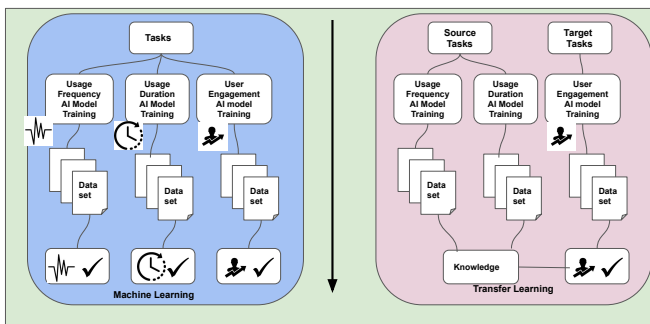 Tasks
Usage
Frequency
AI Model
Training
Usage
Duration
AI Model
Training
User
Engagement
AI model
Training
Data
set
Data
set
Data
set
Machine Learning
Source
Tasks
Target
Tasks
Usage
Frequency
AI Model
Training
Usage
Duration
AI Model
Training
User
Engagement
AI model
Training
Data
set
Data
set
Data
set
Knowledge
Transfer Learning